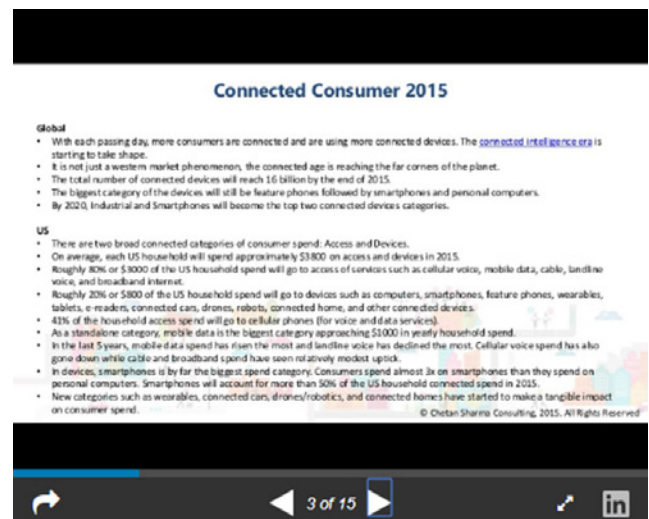 Connected Consumer 2015
Global
• With each passing day, more consumers are connected and are using more connected devices. The connected intelligence era is
starting to take shape.
• It is not just a western market phenomenon, the connected age is reaching the far corners of the planet.
• The total number of connected devices will reach 16 billion by the end of 2015.
• The biggest category of the devices will still be feature phones followed by smartphones and personal computers.
• By 2020, Industrial and Smartphones will become the top two connected devices categories.
US
• There are two broad connected categories of consumer spend: Access and Devices.
• On average, each US household will spend approximately $3800 on access and devices in 2015.
• Roughly 80% or $3000 of the US household spend will go to access of services such as cellular voice, mobile data, cable, landline
voice, and broadband internet.
• Roughly 20% or $800 of the US household spend will go to devices such as computers, smartphones, feature phones, wearables,
tablets, e-readers, connected cars, drones, robots, connected home, and other connected devices.
• 41% of the household access spend will go to cellular phones (for voice and data services).
• As a standalone category, mobile data is the biggest category approaching $1000 in yearly household spend.
• In the last 5 years, mobile data spend has risen the most and landline voice has declined the most. Cellular voice spend has also
gone down while cable and broadband spend have seen relatively modest uptick.
• In devices, smartphones is by far the biggest spend category. Consumers spend almost 3x on smartphones than they spend on
personal computers. Smartphones will account for more than 50% of the US household connected spend in 2015.
• New categories such as wearables, connected cars, drones/robotics, and connected homes have started to make a tangible impact
on consumer spend.
© Chetan Sharma Consulting, 2015. All Rights Reserved
3 of 15
in